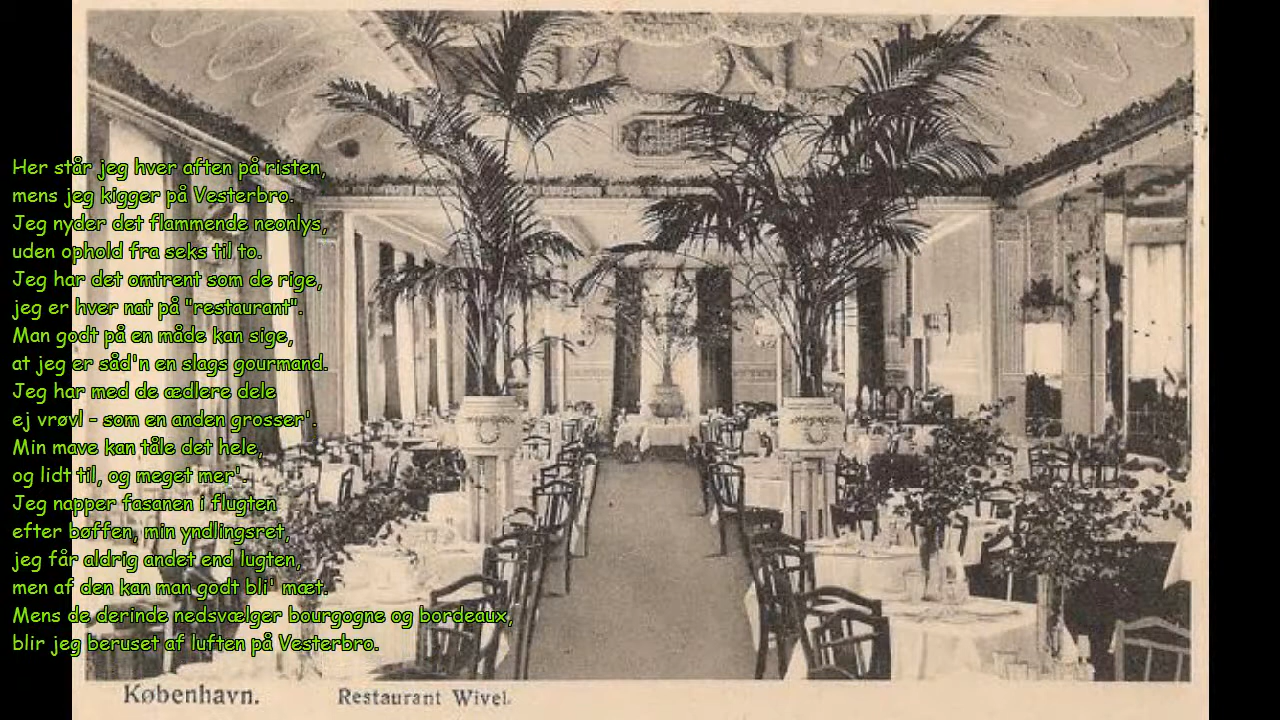 Her står jeg hver aften på risten,
mens jeg kigger på Vesterbro.
Jeg nyder det flammende neonlys,
uden ophold fra seks til to.
Jeg har det omtrent som de rige,
jeg er hver nat på "restaurant".
Man godt på en måde kan sige,
at jeg er såd'n en slags gourmand.
Jeg har med de ædlere dele
ej vrøvl - som en anden grosser'.
Min mave kan tåle det hele,
og lidt til, og meget mer'.
Jeg napper fasanen i flugten
efter bøffen, min yndlingsret,
jeg får aldrig andet end lugten,
men af den kan man godt bli' mæt.
Mens de derinde nedsvælger bourgogne og bordeaux,
blir jeg beruset af luften på Vesterbro.
København. Restaurant Wivel.